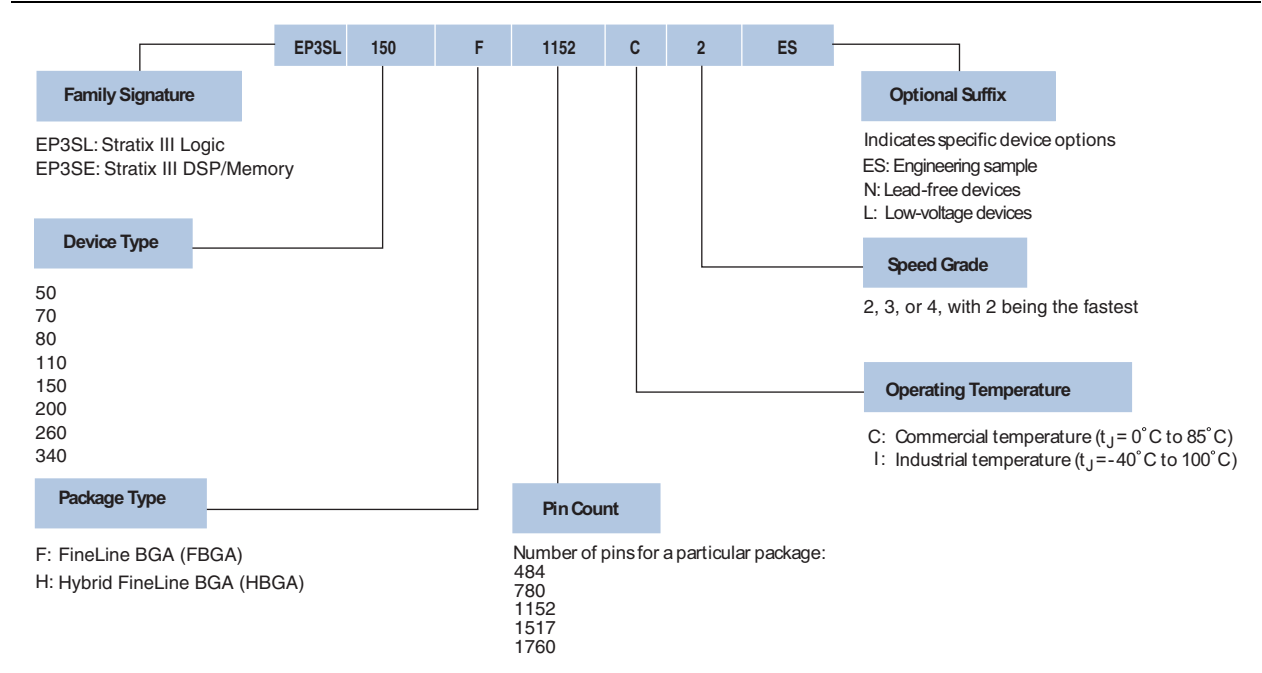 EP3SL 150 F 1152 C 2 ES
Family Signature
EP3SL: Stratix III Logic
EP3SE: Stratix III DSP/Memory
Device Type
50
70
80
110
150
200
260
340
Package Type
F: FineLine BGA (FBGA)
H: Hybrid FineLine BGA (HBGA)
Pin Count
Number of pins for a particular package:
484
780
1152
1517
1760
Optional Suffix
Indicates specific device options
ES: Engineering sample
N: Lead-free devices
L: Low-voltage devices
Speed Grade
2, 3, or 4, with 2 being the fastest
Operating Temperature
C: Commercial temperature (tJ = 0°C to 85°C)
I: Industrial temperature (tJ = -40°C to 100°C)